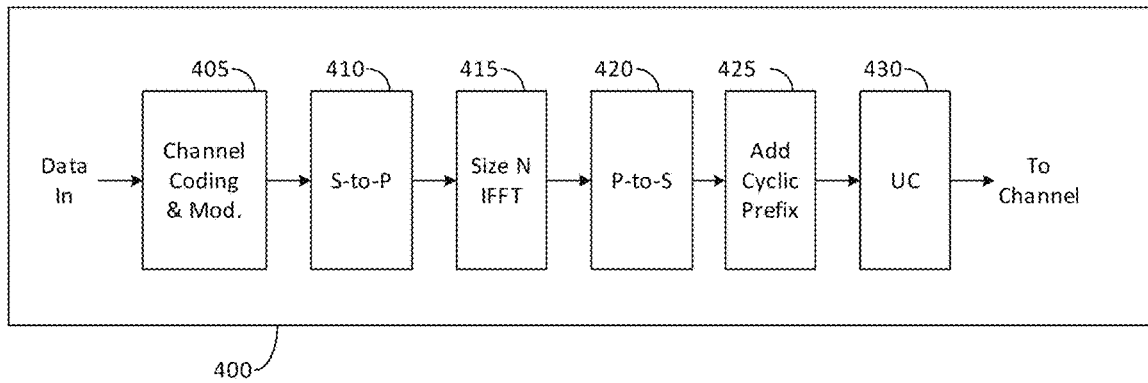 405
410
415
420
425
430
Data
In
Channel
Coding
& Mod.
S-to-P
Size N
IFFT
P-to-S
Add
Cyclic
Prefix
UC
To
Channel
400